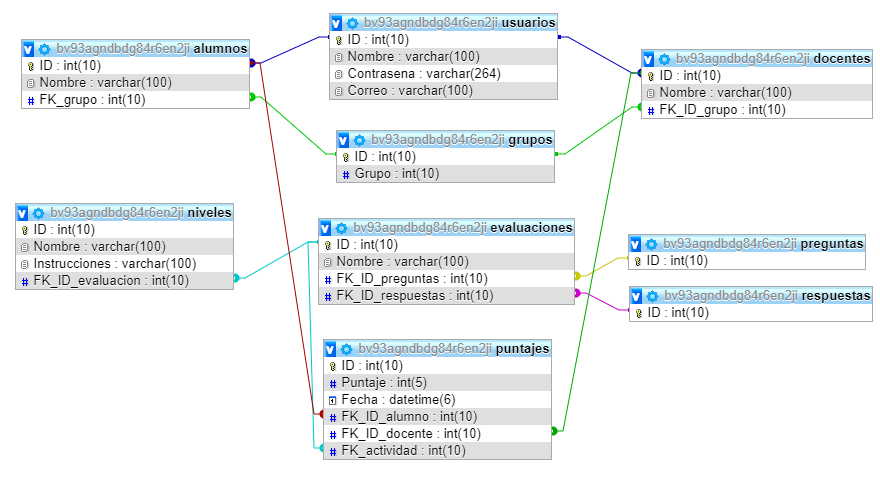 bv93agndbdg84r6en2ji alumnos
ID : int(10)
Nombre : varchar(100)
FK_grupo : int(10)
bv93agndbdg84r6en2ji usuarios
ID : int(10)
Nombre : varchar(100)
Contrasena : varchar(264)
Correo : varchar(100)
bv93agndbdg84r6en2ji docentes
ID : int(10)
Nombre : varchar(100)
FK_ID_grupo : int(10)
bv93agndbdg84r6en2ji grupos
ID : int(10)
Grupo : int(10)
bv93agndbdg84r6en2ji niveles
ID : int(10)
Nombre : varchar(100)
Instrucciones : varchar(100)
FK_ID_evaluacion : int(10)
bv93agndbdg84r6en2ji evaluaciones
ID : int(10)
Nombre : varchar(100)
FK_ID_preguntas : int(10)
FK_ID_respuestas : int(10)
bv93agndbdg84r6en2ji preguntas
ID : int(10)
bv93agndbdg84r6en2ji respuestas
ID : int(10)
bv93agndbdg84r6en2ji puntajes
ID : int(10)
Puntaje : int(5)
Fecha : datetime(6)
FK_ID_alumno : int(10)
FK_ID_docente : int(10)
FK_actividad : int(10)